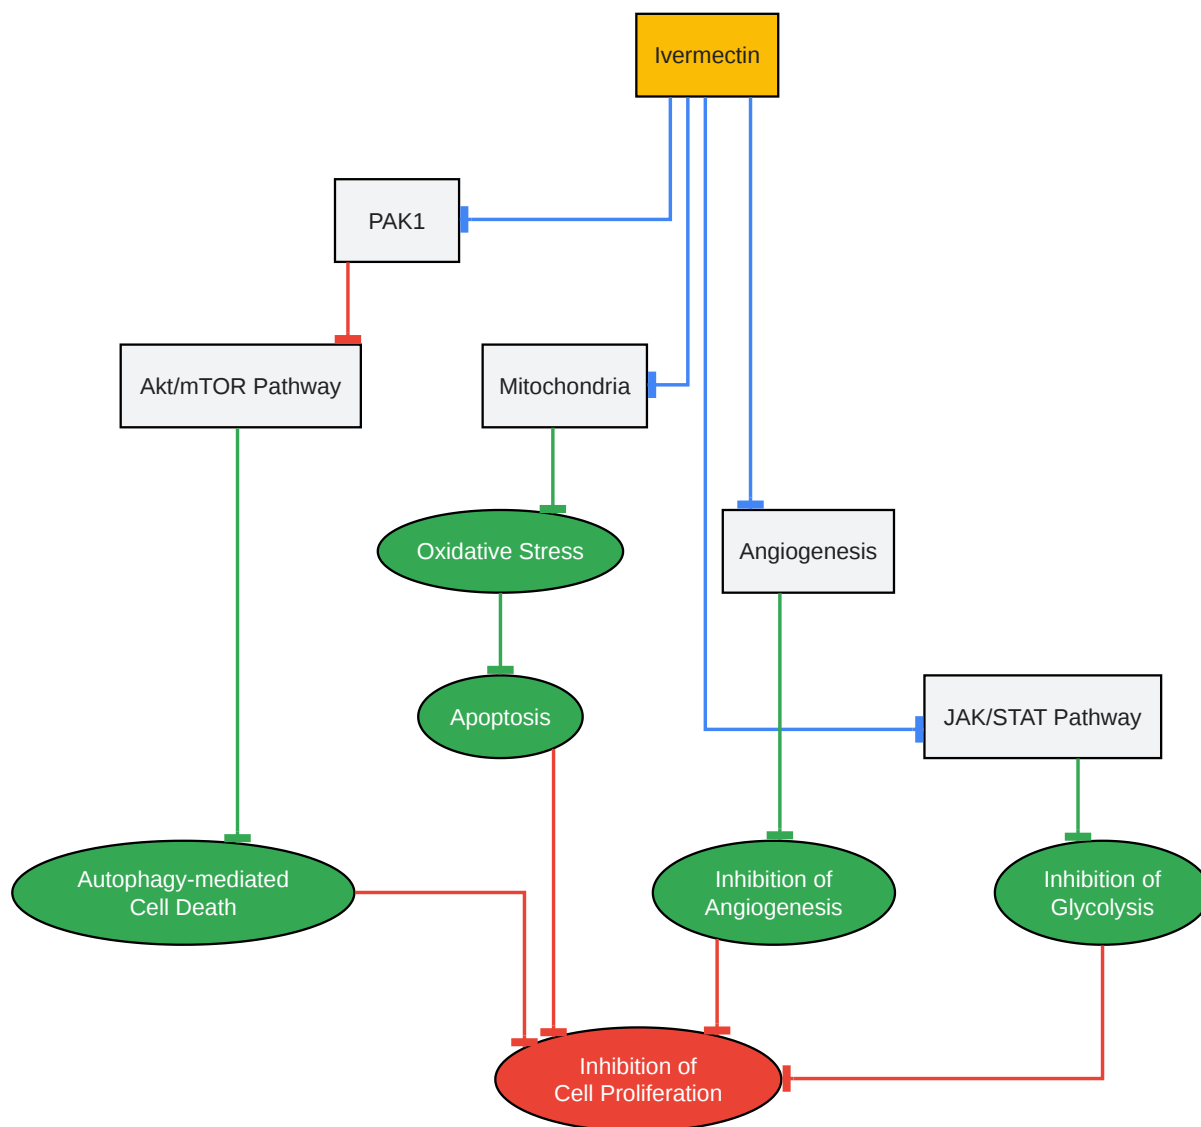 Ivermectin
PAK1
Akt/mTOR Pathway
Mitochondria
Oxidative Stress
Angiogenesis
Apoptosis
JAK/STAT Pathway
Autophagy-mediated
Cell Death
Inhibition of
Angiogenesis
Inhibition of
Glycolysis
Inhibition of
Cell Proliferation